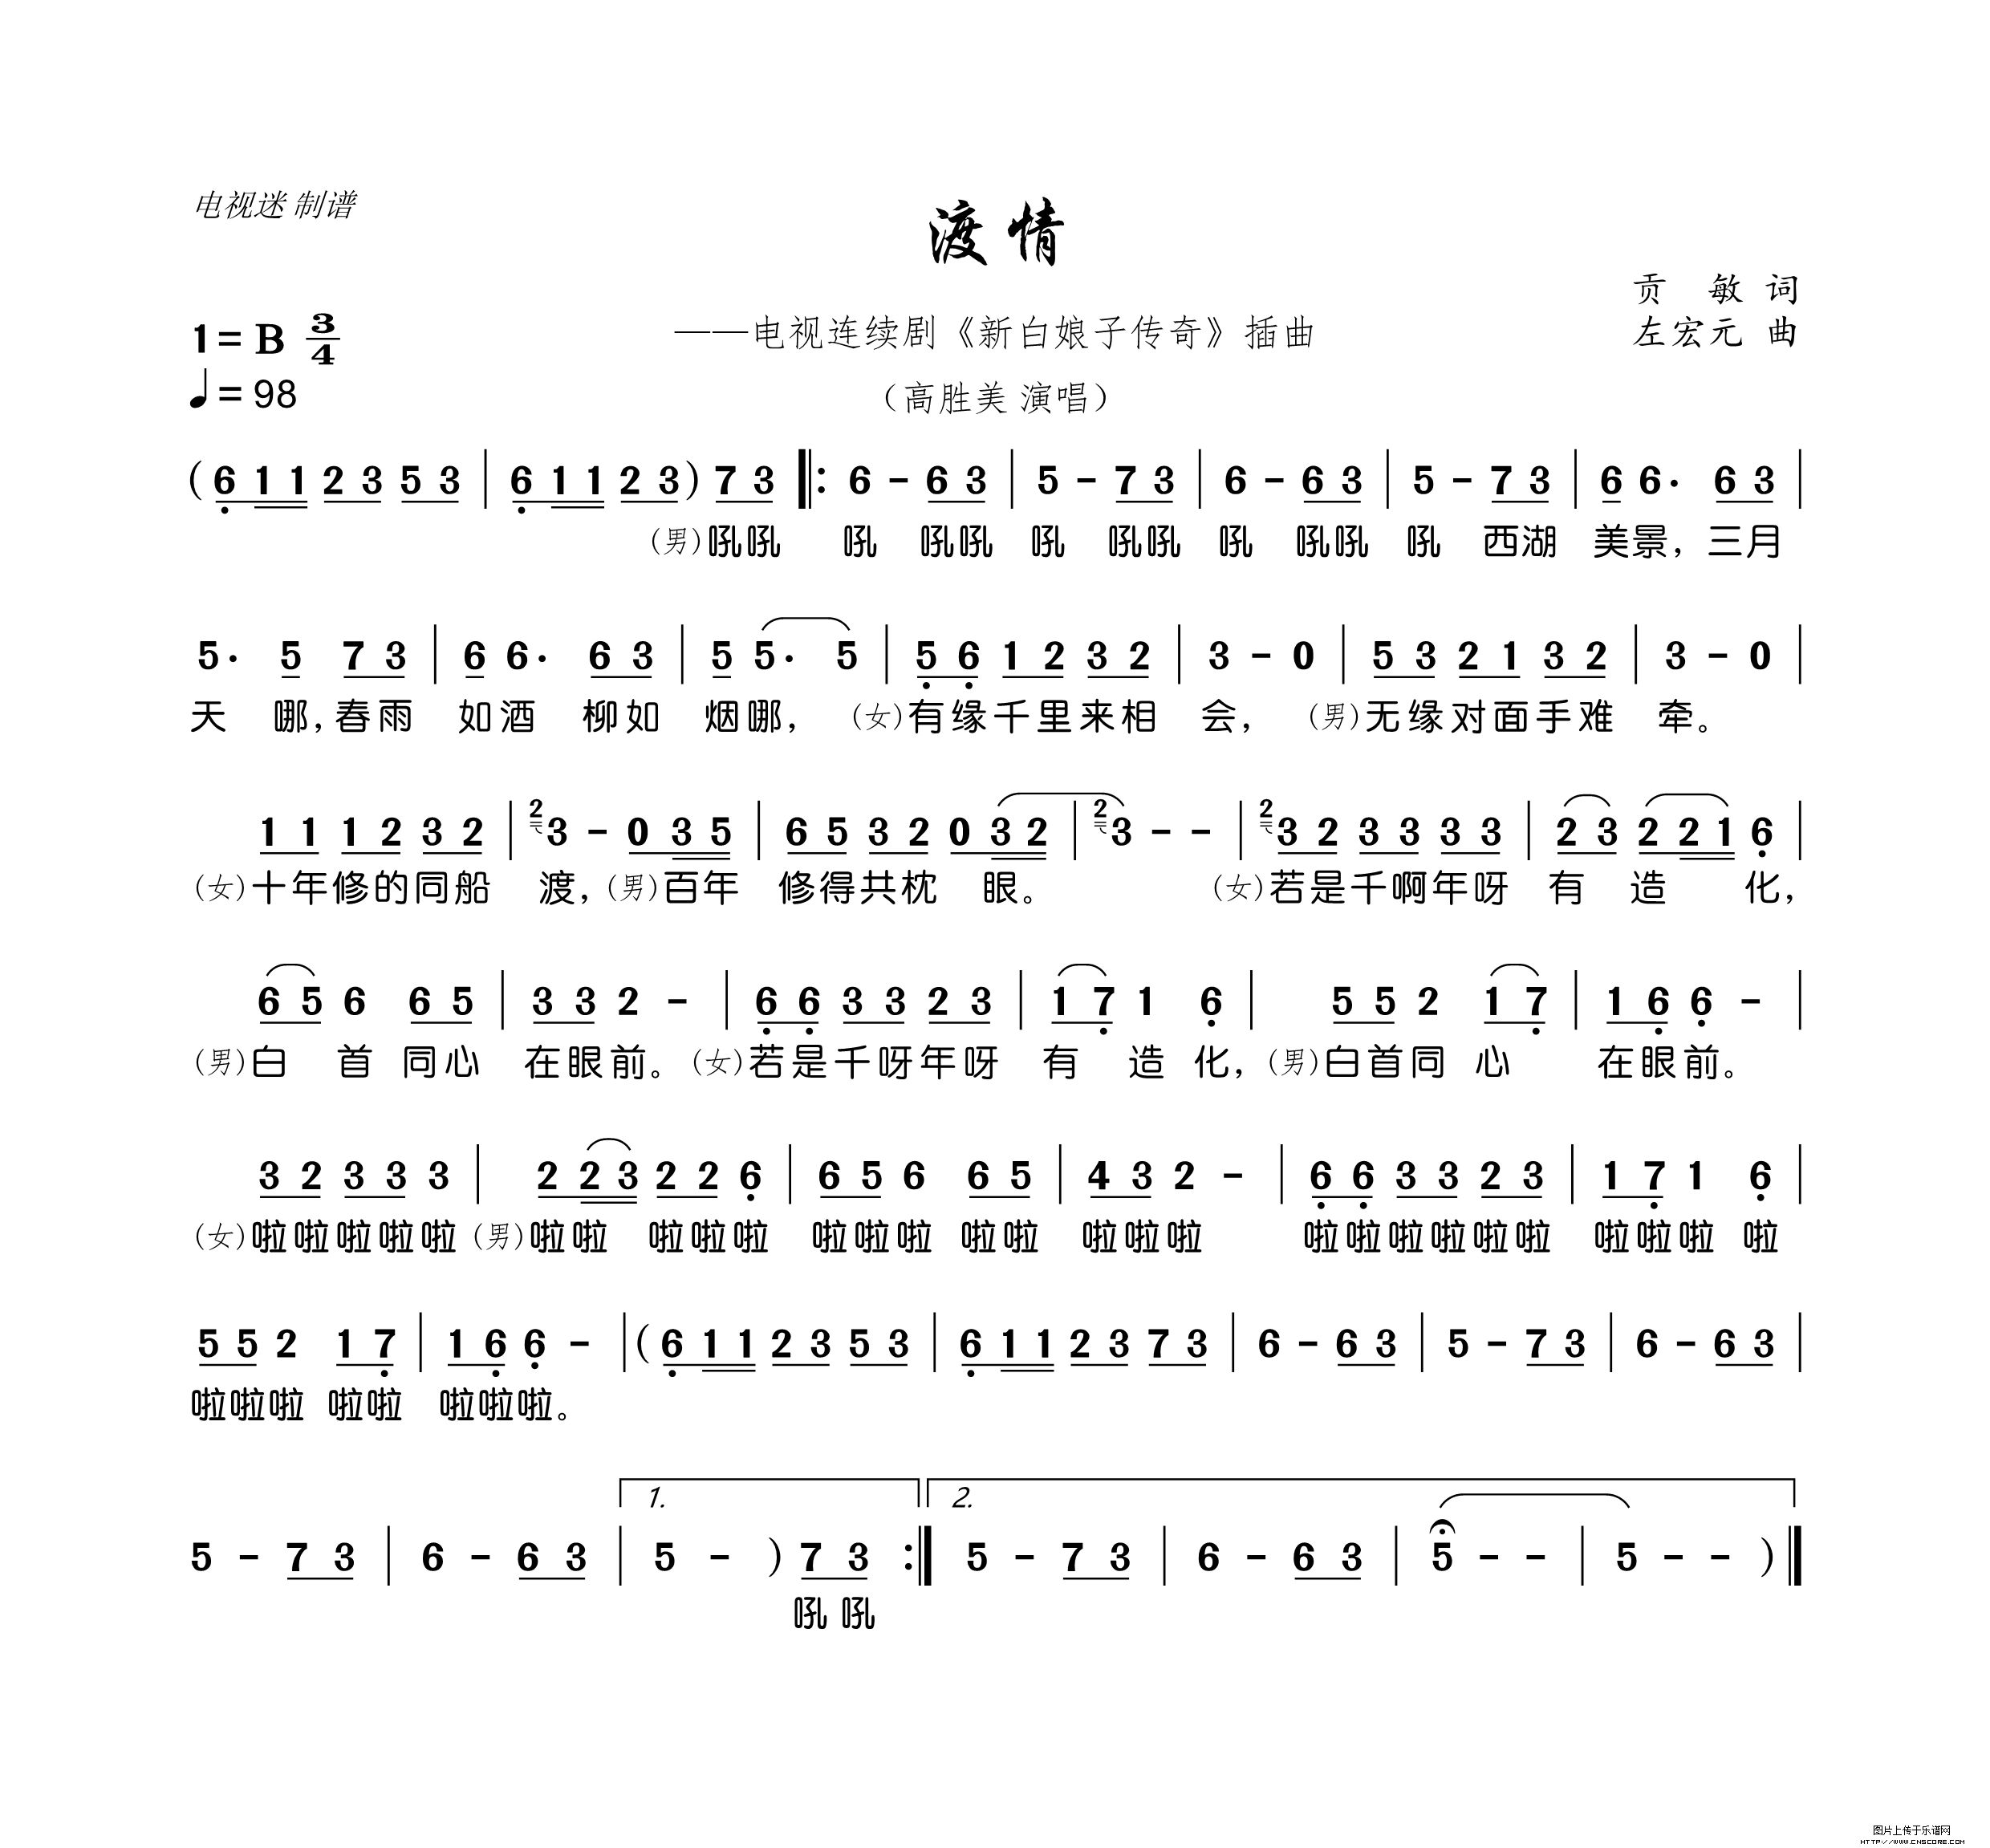 电视迷 制谱
渡情
贡 敏 词
——电视连续剧《新白娘子传奇》插曲
左宏元 曲
1 = B 3/4
♩ = 98
（高胜美 演唱）
( 6 1 1 2 3 5 3 | 6 1 1 2 3 ) 7 3 ‖: 6 - 6 3 | 5 - 7 3 | 6 - 6 3 | 5 - 7 3 | 6 6 · 6 3 |
（男）吼吼 吼 吼吼 吼 吼吼 吼 吼吼 吼 西湖 美景，三月
5 · 5 7 3 | 6 6 · 6 3 | 5 5 · 5 | 5 6 1 2 3 2 | 3 - 0 | 5 3 2 1 3 2 | 3 - 0 |
天 哪，春雨 如酒 柳如 烟哪，（女）有缘千里来相 会，（男）无缘对面手难 牵。
1 1 1 2 3 2 | 2 3 - 0 3 5 | 6 5 3 2 0 3 2 | 2 3 - - | 2 3 2 3 3 3 3 | 2 3 2 2 1 6 |
（女）十年修的同船 渡，（男）百年 修得共枕 眼。 （女）若是千啊年呀 有 造 化，
6 5 6 6 5 | 3 3 2 - | 6 6 3 3 2 3 | 1 7 1 6 | 5 5 2 1 7 | 1 6 6 - |
（男）白 首 同心 在眼前。（女）若是千呀年呀 有 造 化，（男）白首同 心 在眼前。
3 2 3 3 3 | 2 2 3 2 2 6 | 6 5 6 6 5 | 4 3 2 - | 6 6 3 3 2 3 | 1 7 1 6 |
（女）啦啦啦啦啦 （男）啦啦 啦啦啦 啦啦啦 啦啦 啦啦啦 啦啦啦啦啦啦 啦啦啦 啦
5 5 2 1 7 | 1 6 6 - | ( 6 1 1 2 3 5 3 | 6 1 1 2 3 7 3 | 6 - 6 3 | 5 - 7 3 | 6 - 6 3 |
啦啦啦 啦啦 啦啦啦。
1. 2.
5 - 7 3 | 6 - 6 3 | 5 - ) 7 3 :‖ 5 - 7 3 | 6 - 6 3 | 5 - - | 5 - - ) ‖
吼 吼
图片上传于乐谱网
HTTP://WWW.CNSCORE.COM